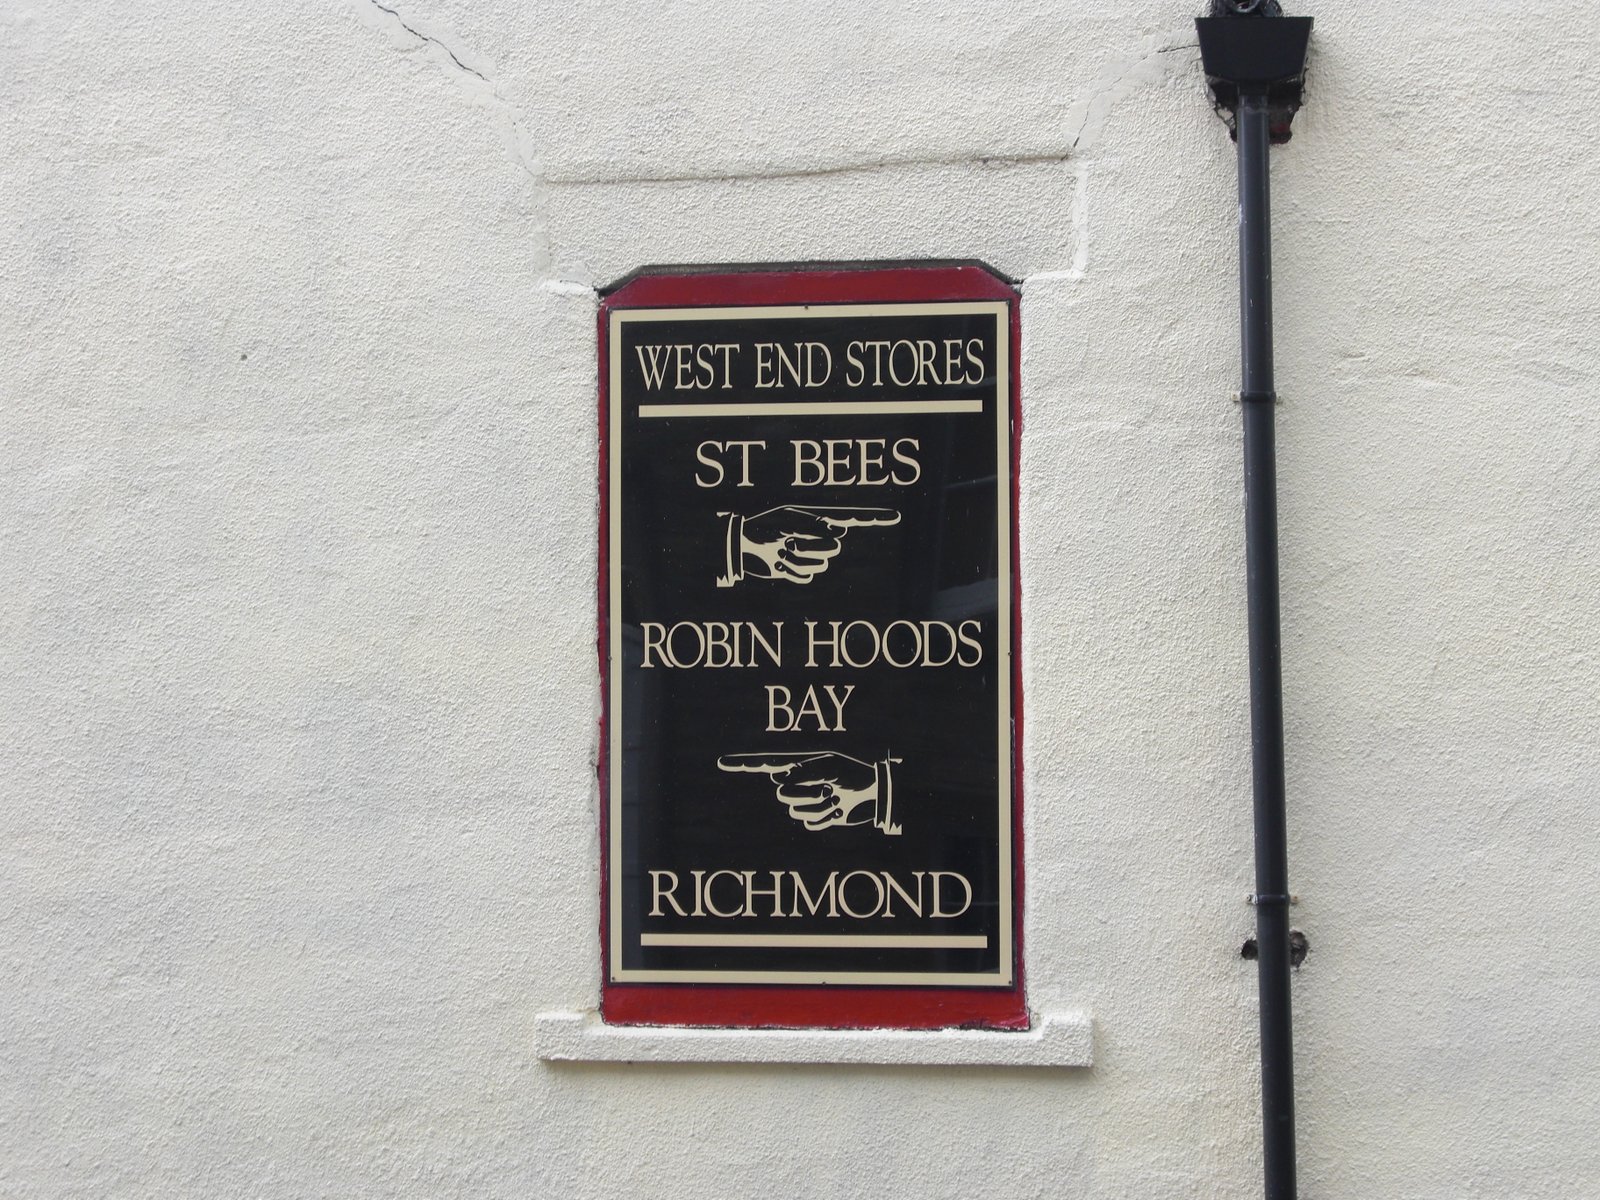 WEST END STORES
ST BEES
ROBIN HOODS
BAY
RICHMOND